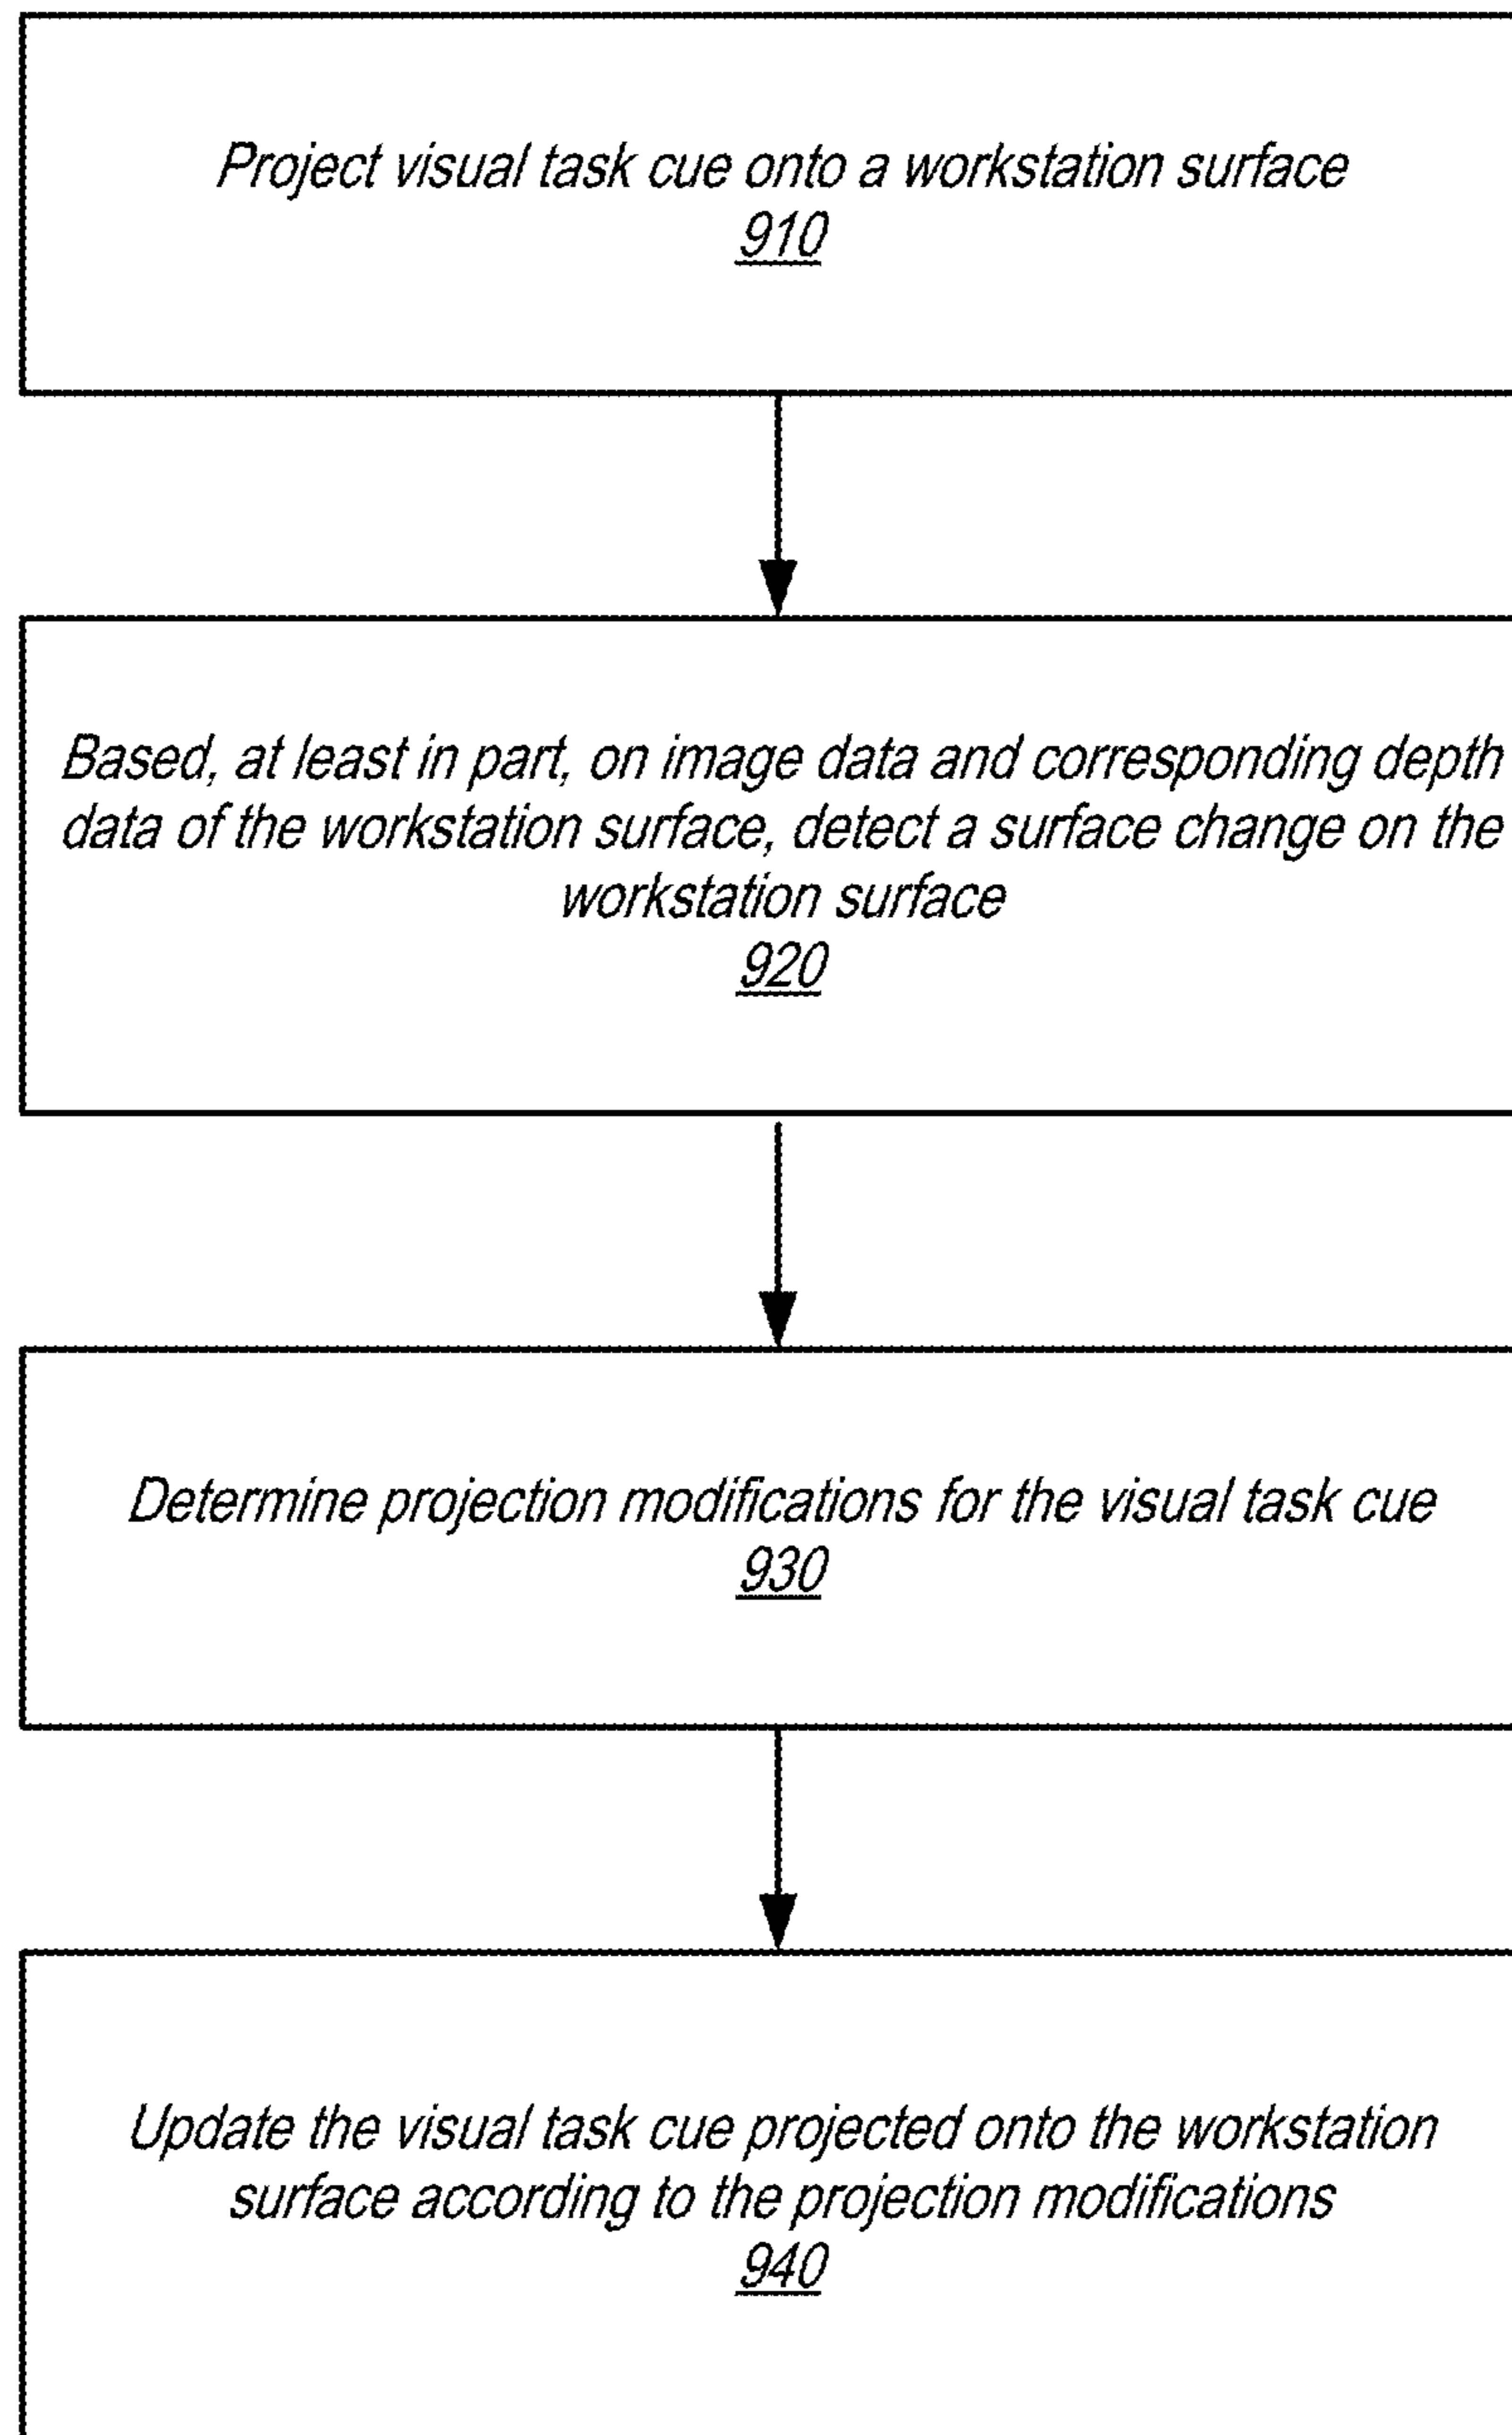 Project visual task cue onto a workstation surface
910
Based, at least in part, on image data and corresponding depth
data of the workstation surface, detect a surface change on the
workstation surface
920
Determine projection modifications for the visual task cue
930
Update the visual task cue projected onto the workstation
surface according to the projection modifications
940